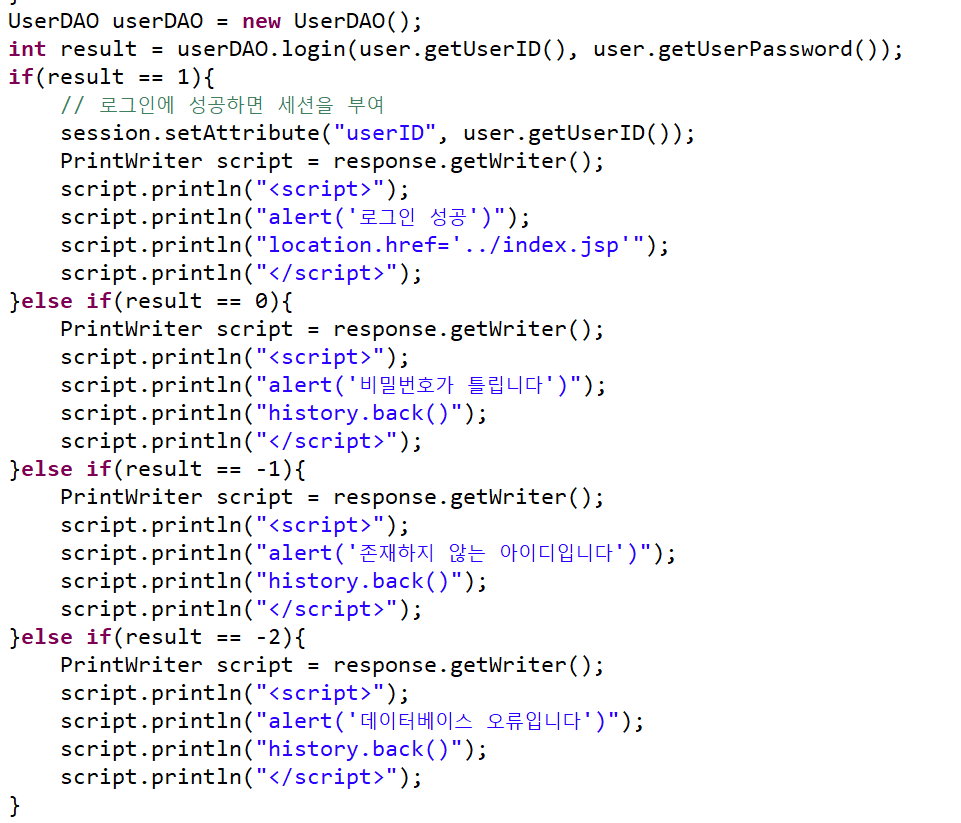 }
UserDAO userDAO = new UserDAO();
int result = userDAO.login(user.getUserID(), user.getUserPassword());
if(result == 1){
    // 로그인에 성공하면 세션을 부여
    session.setAttribute("userID", user.getUserID());
    PrintWriter script = response.getWriter();
    script.println("<script>");
    script.println("alert('로그인 성공')");
    script.println("location.href='../index.jsp'");
    script.println("</script>");
}else if(result == 0){
    PrintWriter script = response.getWriter();
    script.println("<script>");
    script.println("alert('비밀번호가 틀립니다')");
    script.println("history.back()");
    script.println("</script>");
}else if(result == -1){
    PrintWriter script = response.getWriter();
    script.println("<script>");
    script.println("alert('존재하지 않는 아이디입니다')");
    script.println("history.back()");
    script.println("</script>");
}else if(result == -2){
    PrintWriter script = response.getWriter();
    script.println("<script>");
    script.println("alert('데이터베이스 오류입니다')");
    script.println("history.back()");
    script.println("</script>");
}